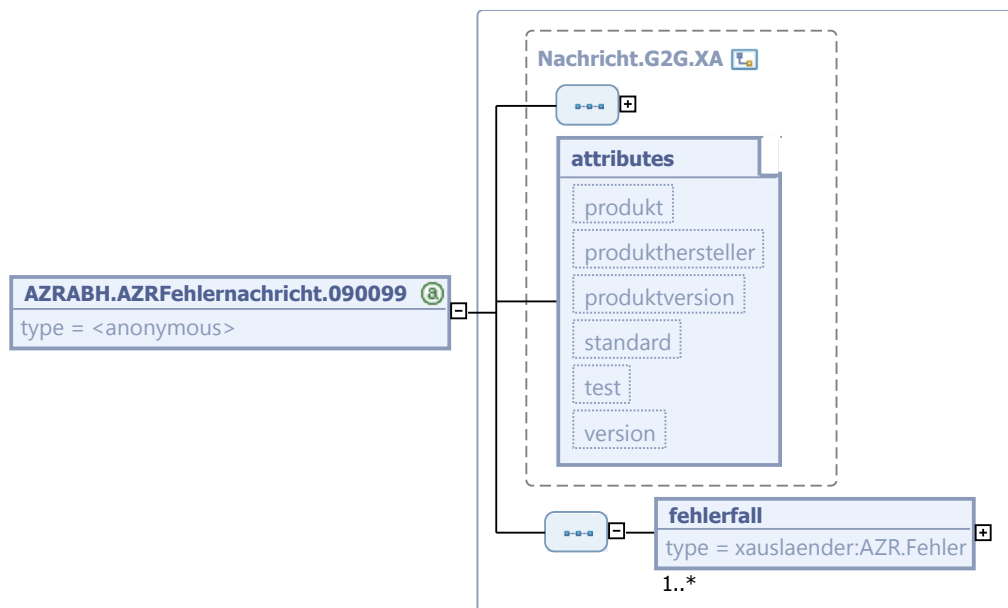 Nachricht.G2G.XA
attributes
produkt
produkthersteller
produktversion
standard
test
version
AZRABH.AZRFehlernachricht.090099 a
type = <anonymous>
fehlerfall
type = xauslaender:AZR.Fehler
1..*